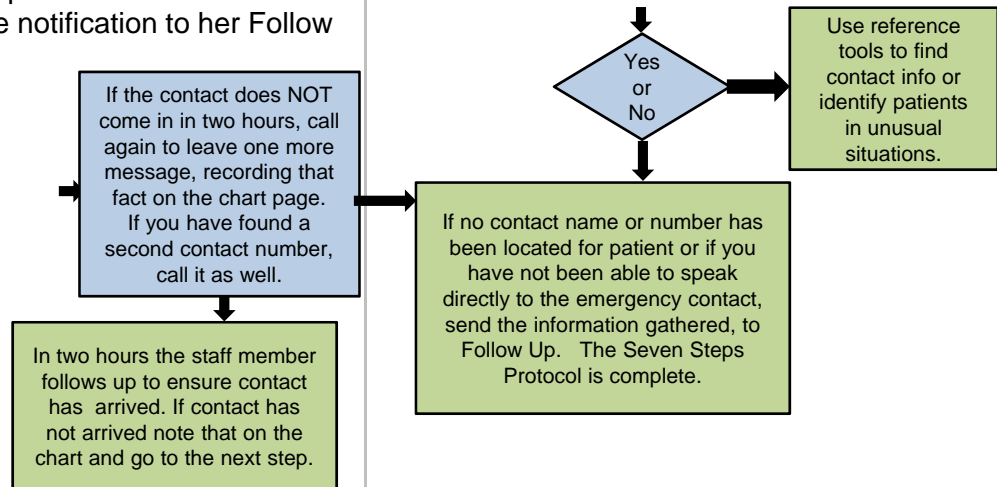 e notification to her Follow
If the contact does NOT
come in in two hours, call
again to leave one more
message, recording that
fact on the chart page.
If you have found a
second contact number,
call it as well.
In two hours the staff member
follows up to ensure contact
has arrived. If contact has
not arrived note that on the
chart and go to the next step.
Yes
or
No
Use reference
tools to find
contact info or
identify patients
in unusual
situations.
If no contact name or number has
been located for patient or if you
have not been able to speak
directly to the emergency contact,
send the information gathered, to
Follow Up. The Seven Steps
Protocol is complete.